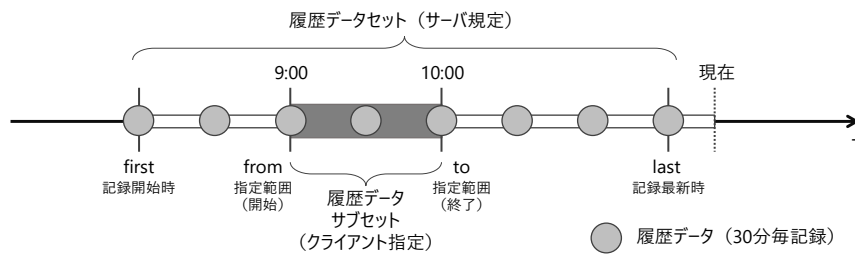 履歴データセット（サーバ規定）
9:00
10:00
現在
first
記録開始時
from
指定範囲
（開始）
to
指定範囲
（終了）
last
記録最新時
履歴データ
サブセット
（クライアント指定）
履歴データ（30分毎記録）